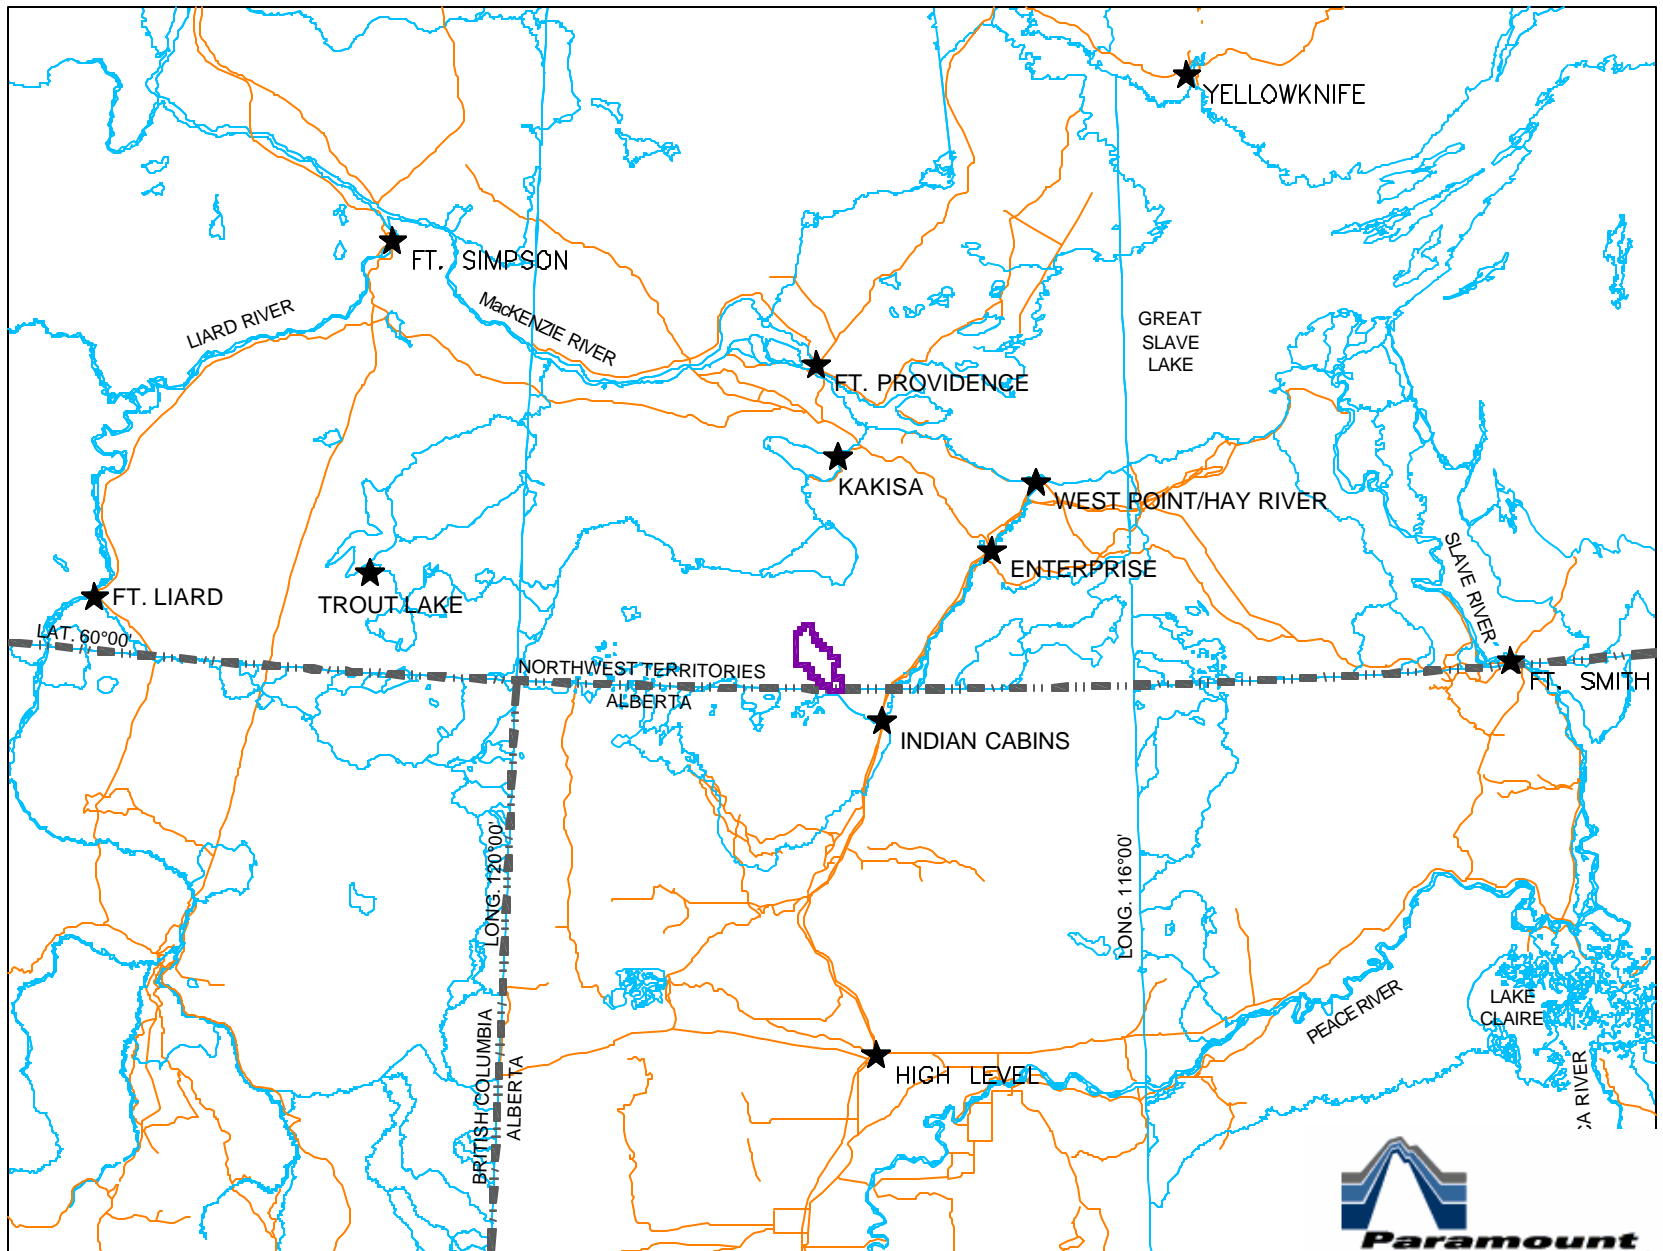 YELLOWKNIFE
FT. SIMPSON
LIARD RIVER
MacKENZIE RIVER
GREAT
SLAVE
LAKE
FT. PROVIDENCE
KAKISA
WEST POINT/HAY RIVER
ENTERPRISE
SLAVE RIVER
FT. LIARD
TROUT LAKE
LAT. 60°00'
NORTHWEST TERRITORIES
ALBERTA
FT. SMITH
INDIAN CABINS
LONG. 120°00'
LONG. 116°00'
BRITISH COLUMBIA
ALBERTA
PEACE RIVER
LAKE
CLAIRE
HIGH LEVEL
CA RIVER
Paramount